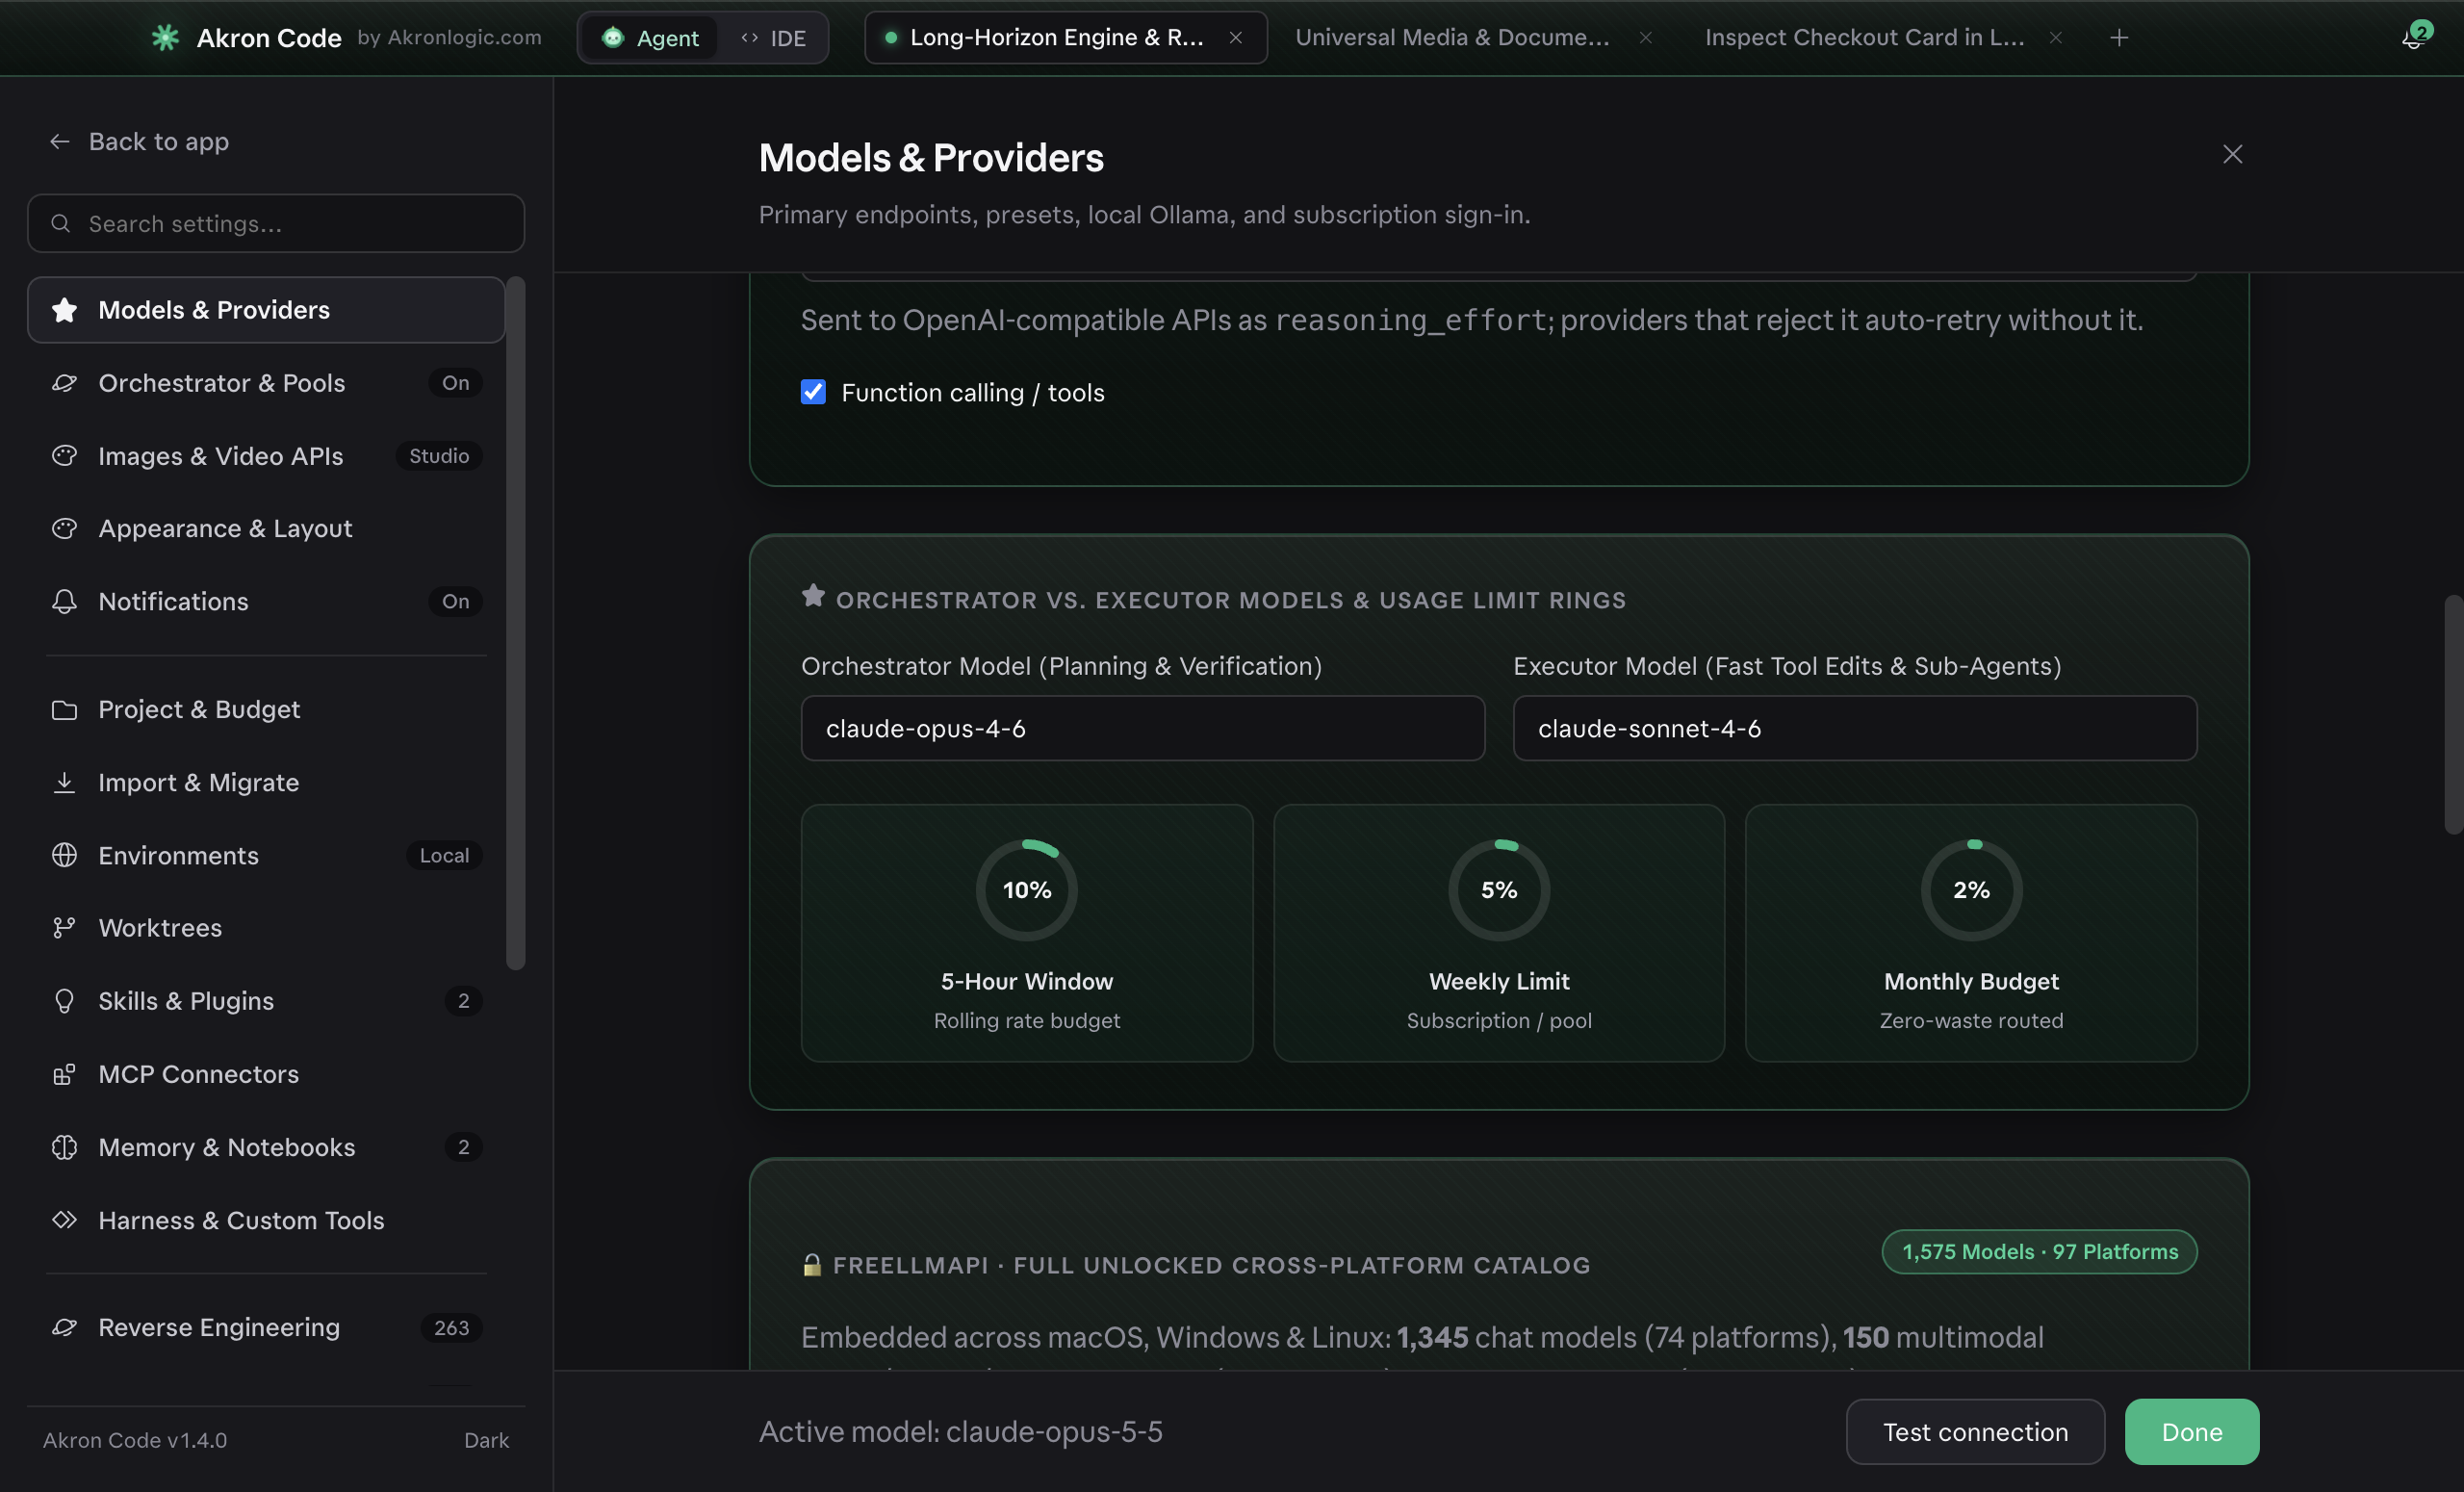 Akron Code by Akronlogic.com
Agent
IDE
Long-Horizon Engine & R...
Universal Media & Docume...
Inspect Checkout Card in L...
2
Back to app
Search settings...
Models & Providers
Orchestrator & Pools On
Images & Video APIs Studio
Appearance & Layout
Notifications On
Project & Budget
Import & Migrate
Environments Local
Worktrees
Skills & Plugins 2
MCP Connectors
Memory & Notebooks 2
Harness & Custom Tools
Reverse Engineering 263
Akron Code v1.4.0 Dark
Models & Providers
Primary endpoints, presets, local Ollama, and subscription sign-in.
Sent to OpenAI-compatible APIs as reasoning_effort; providers that reject it auto-retry without it.
Function calling / tools
ORCHESTRATOR VS. EXECUTOR MODELS & USAGE LIMIT RINGS
Orchestrator Model (Planning & Verification)
claude-opus-4-6
Executor Model (Fast Tool Edits & Sub-Agents)
claude-sonnet-4-6
10%
5-Hour Window
Rolling rate budget
5%
Weekly Limit
Subscription / pool
2%
Monthly Budget
Zero-waste routed
FREELLMAPI · FULL UNLOCKED CROSS-PLATFORM CATALOG
1,575 Models · 97 Platforms
Embedded across macOS, Windows & Linux: 1,345 chat models (74 platforms), 150 multimodal
Active model: claude-opus-5-5
Test connection
Done